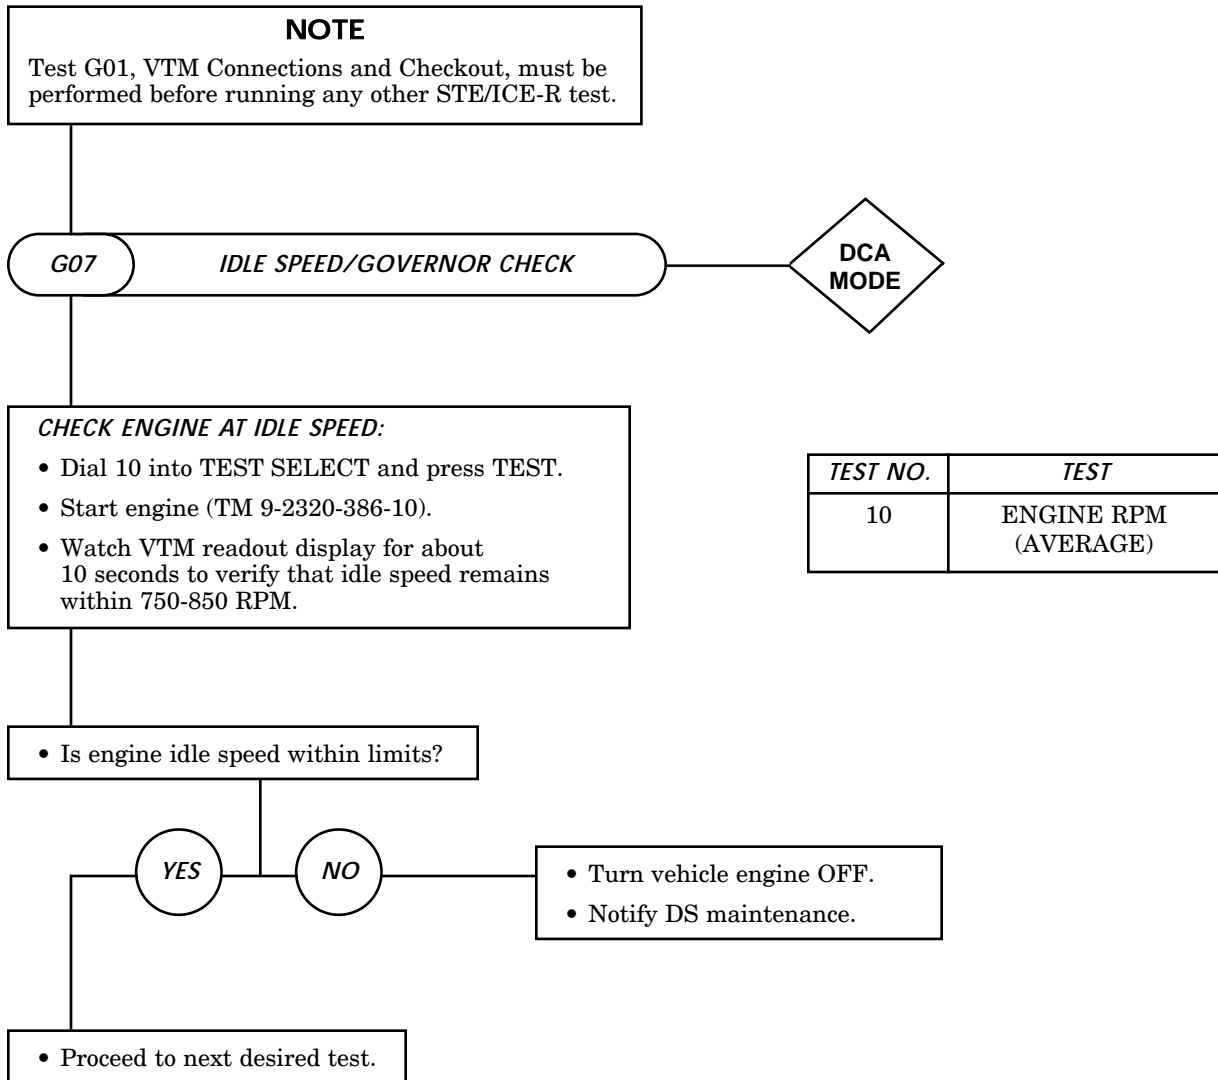 NOTE
Test G01, VTM Connections and Checkout, must be
performed before running any other STE/ICE-R test.
G07
IDLE SPEED/GOVERNOR CHECK
DCA
MODE
CHECK ENGINE AT IDLE SPEED:
• Dial 10 into TEST SELECT and press TEST.
• Start engine (TM 9-2320-386-10).
• Watch VTM readout display for about
10 seconds to verify that idle speed remains
within 750-850 RPM.
TEST NO. TEST
10 ENGINE RPM
(AVERAGE)
• Is engine idle speed within limits?
YES
NO
• Turn vehicle engine OFF.
• Notify DS maintenance.
• Proceed to next desired test.